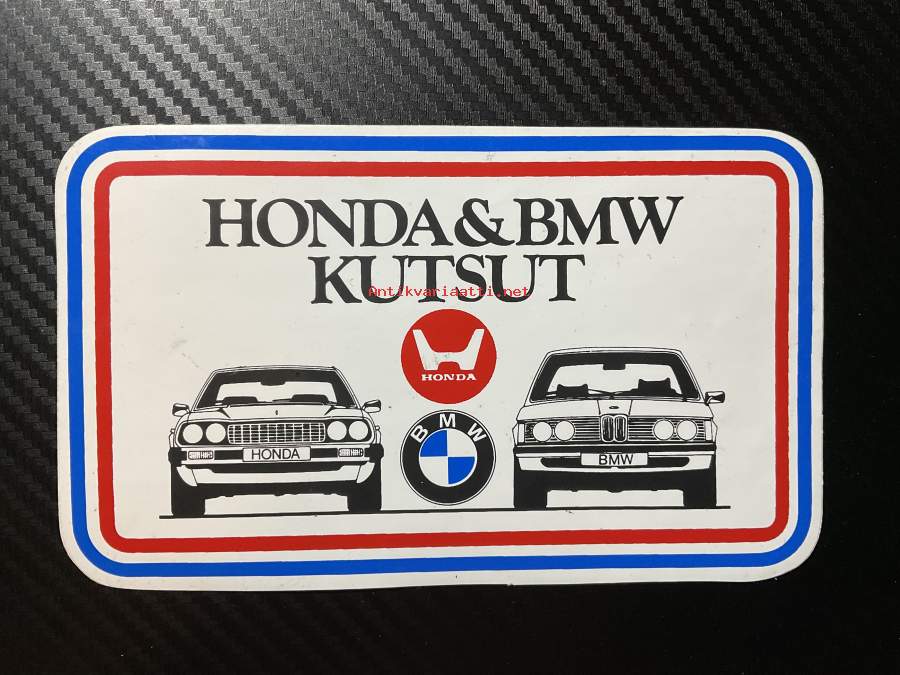 HONDA & BMW
KUTSUT
Antikvariaatti.net
HONDA
BMW
HONDA
BMW